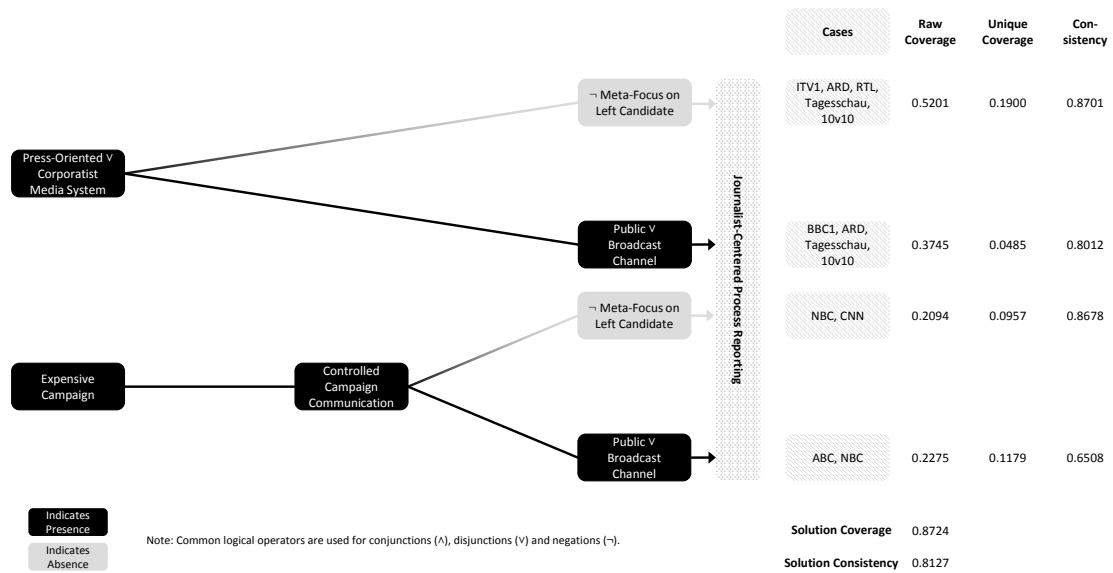 Cases
Raw
Coverage
Unique
Coverage
Con-
sistency
¬ Meta-Focus on
Left Candidate
ITV1, ARD, RTL,
Tagesschau,
10v10
0.5201
0.1900
0.8701
Press-Oriented ∨
Corporatist
Media System
Public ∨
Broadcast
Channel
BBC1, ARD,
Tagesschau,
10v10
0.3745
0.0485
0.8012
Journalist-Centered Process Reporting
¬ Meta-Focus on
Left Candidate
NBC, CNN
0.2094
0.0957
0.8678
Expensive
Campaign
Controlled
Campaign
Communication
Public ∨
Broadcast
Channel
ABC, NBC
0.2275
0.1179
0.6508
Indicates
Presence
Indicates
Absence
Note: Common logical operators are used for conjunctions (∧), disjunctions (∨) and negations (¬).
Solution Coverage 0.8724
Solution Consistency 0.8127